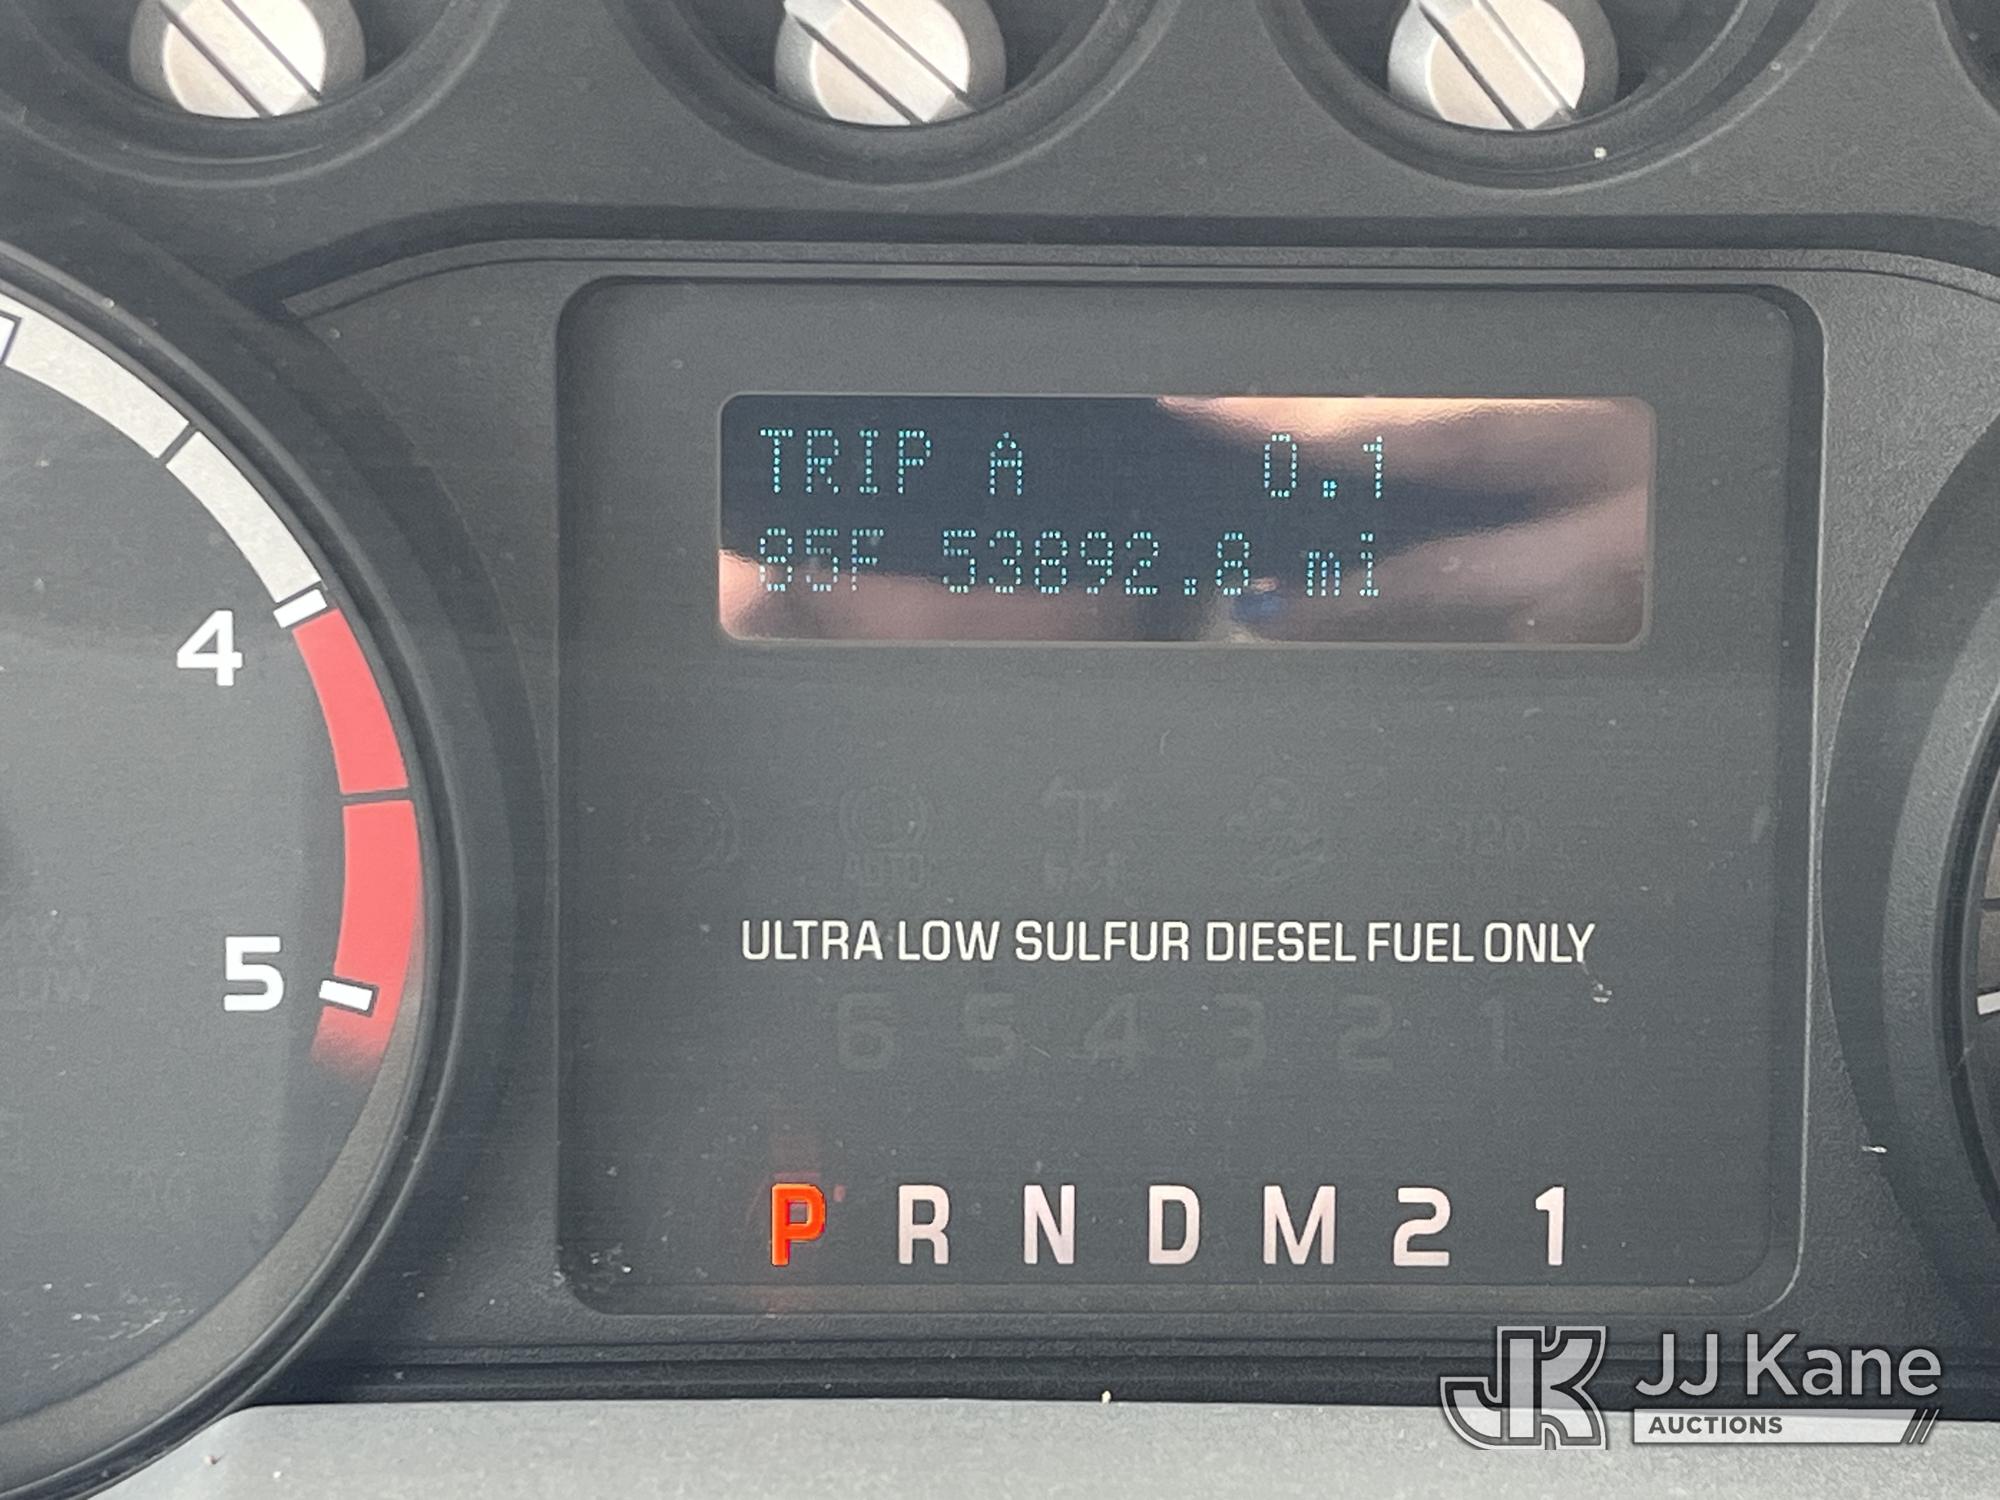 TRIP A 0.1
85F 53892.8 mi
4
AUTO
ULTRA LOW SULFUR DIESEL FUEL ONLY
5
6 5 4 3 2 1
P R N D M 2 1
JJ Kane
AUCTIONS